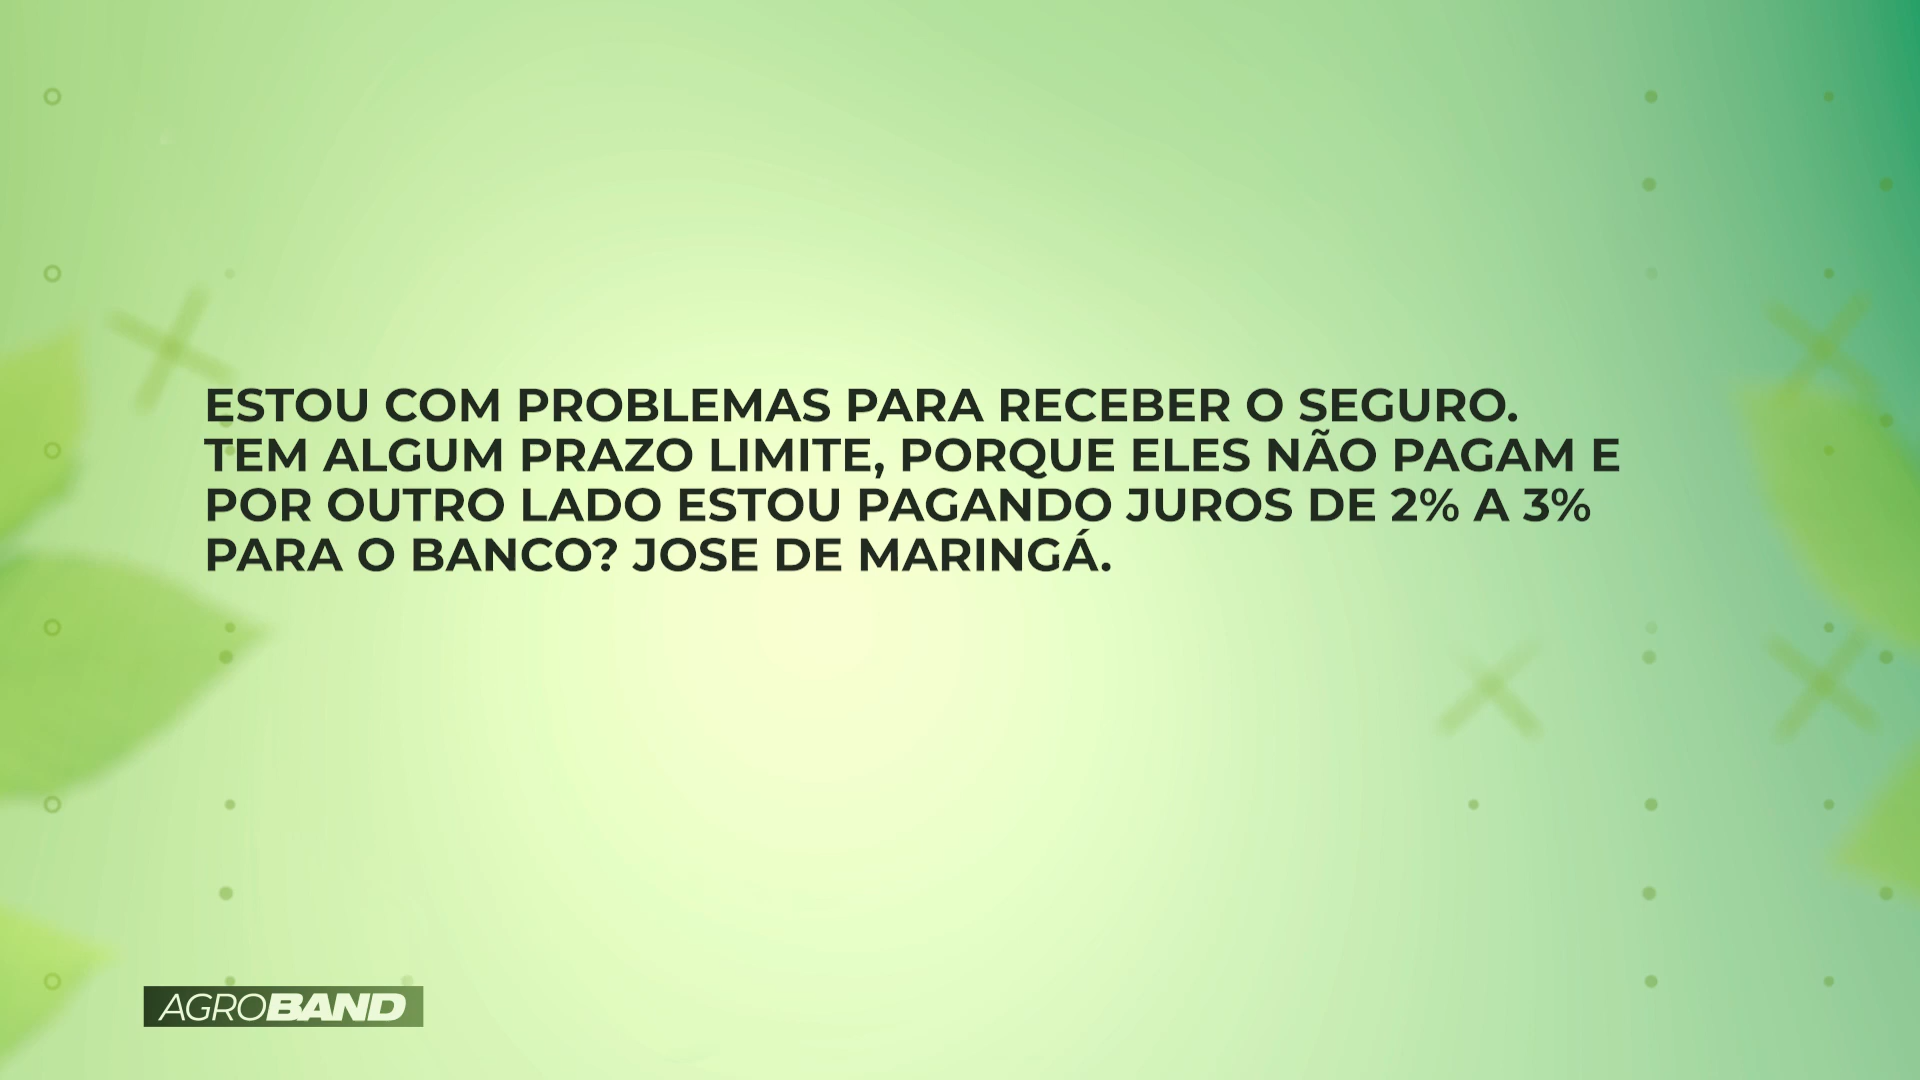 ESTOU COM PROBLEMAS PARA RECEBER O SEGURO.
TEM ALGUM PRAZO LIMITE, PORQUE ELES NÃO PAGAM E
POR OUTRO LADO ESTOU PAGANDO JUROS DE 2% A 3%
PARA O BANCO? JOSE DE MARINGÁ.
AGROBAND